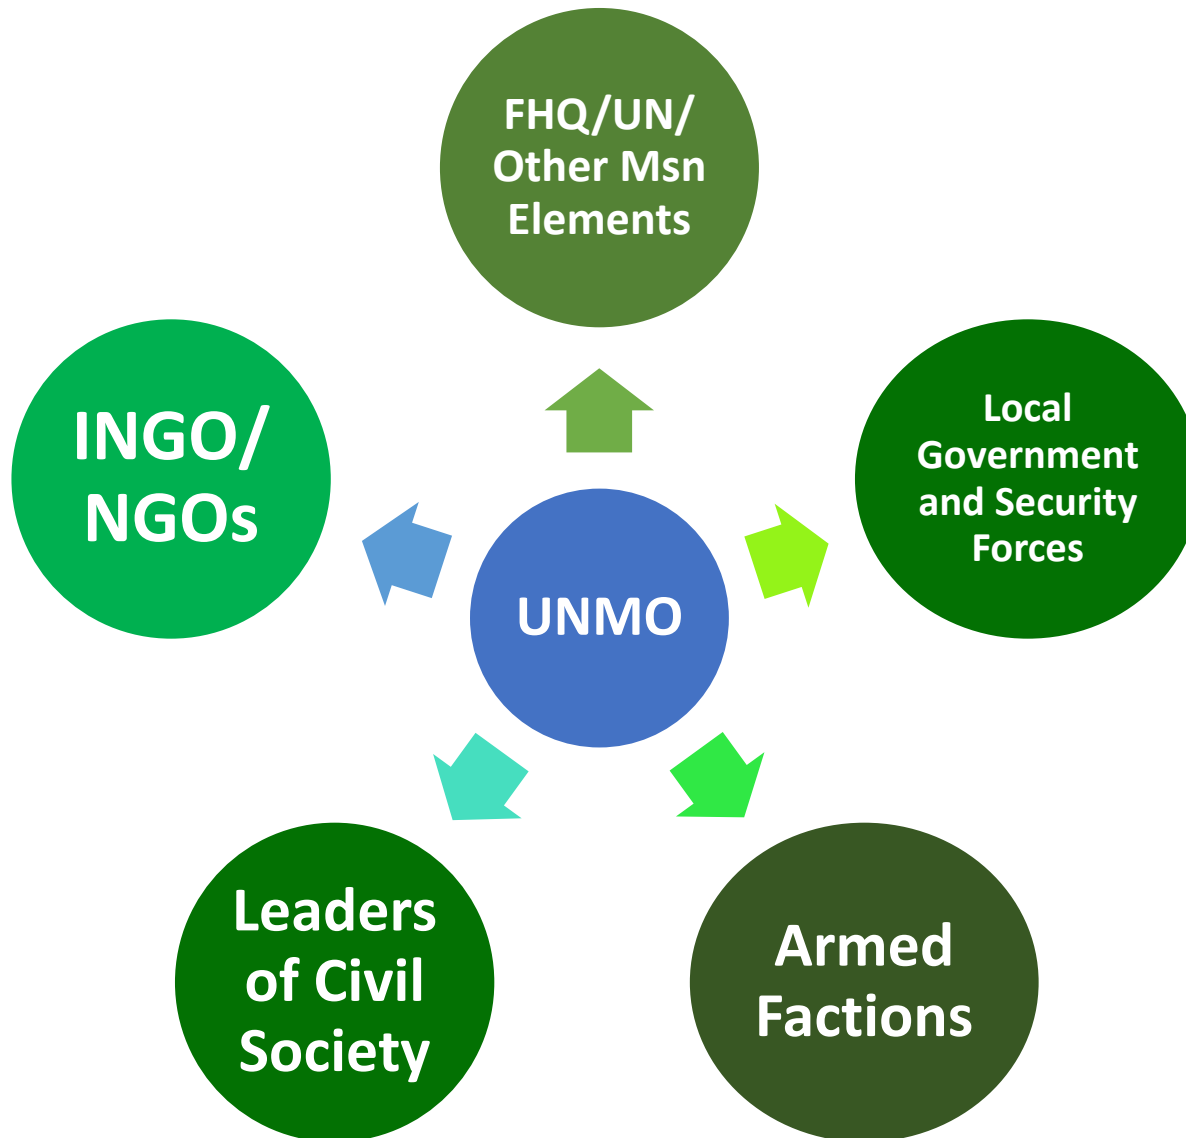 FHQ/UN/
Other Msn
Elements
INGO/
NGOs
Local
Government
and Security
Forces
UNMO
Leaders
of Civil
Society
Armed
Factions